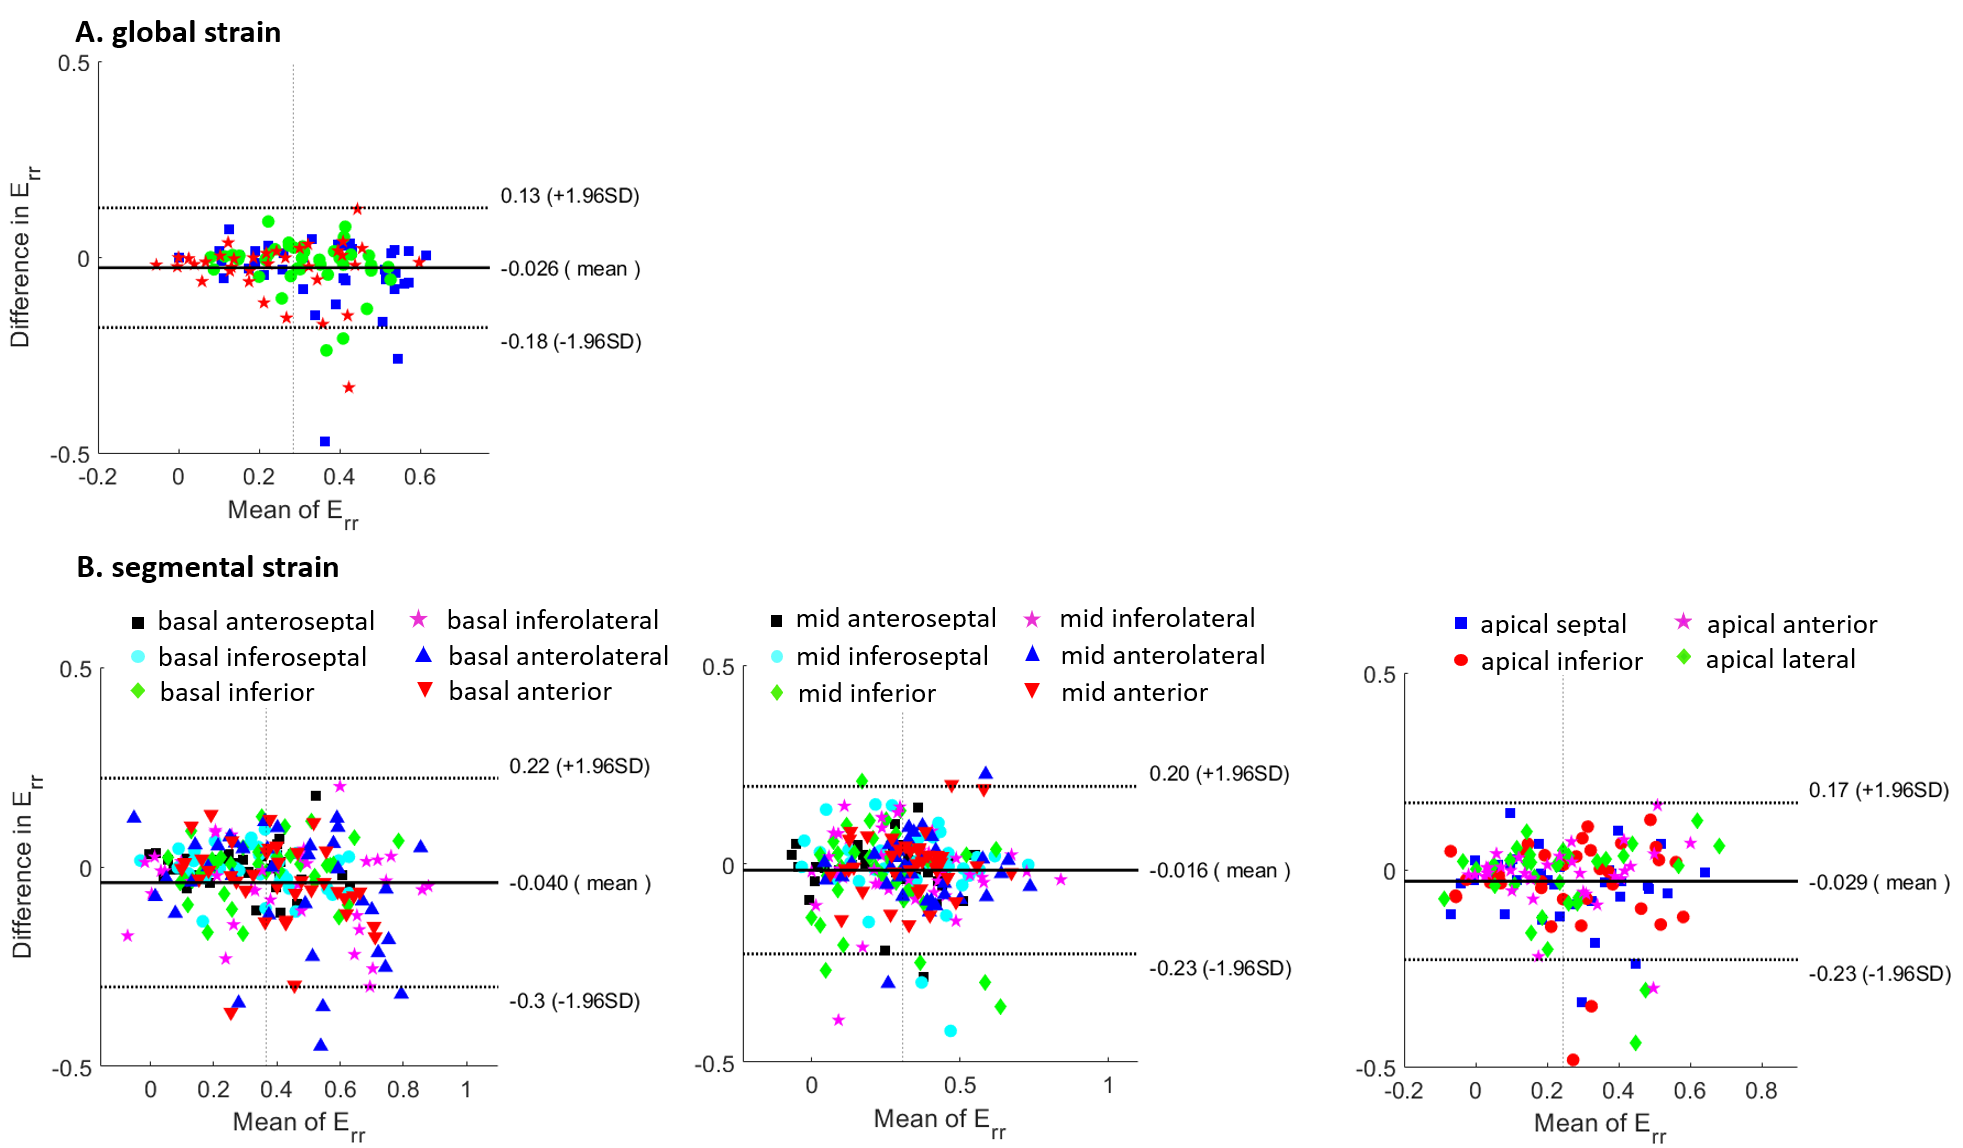 A. global strain
0.5
0
-0.5
Difference in Err
0.13 (+1.96SD)
-0.026 ( mean )
-0.18 (-1.96SD)
-0.2 0 0.2 0.4 0.6
Mean of Err
B. segmental strain
basal anteroseptal basal inferolateral
basal inferoseptal basal anterolateral
basal inferior basal anterior
0.5
0
-0.5
Difference in Err
0.22 (+1.96SD)
-0.040 ( mean )
-0.3 (-1.96SD)
0 0.2 0.4 0.6 0.8 1
Mean of Err
mid anteroseptal mid inferolateral
mid inferoseptal mid anterolateral
mid inferior mid anterior
0.5
0
-0.5
0.20 (+1.96SD)
-0.016 ( mean )
-0.23 (-1.96SD)
0 0.5 1
Mean of Err
apical septal apical anterior
apical inferior apical lateral
0.5
0
-0.5
0.17 (+1.96SD)
-0.029 ( mean )
-0.23 (-1.96SD)
-0.2 0 0.2 0.4 0.6 0.8
Mean of Err